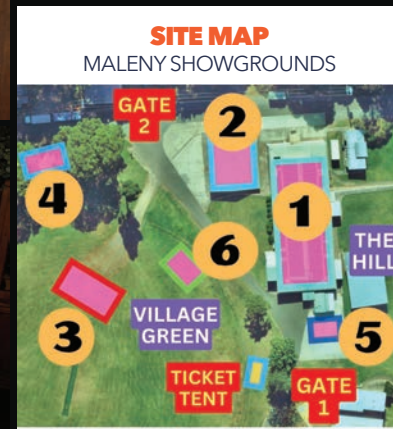 SITE MAP
MALENY SHOWGROUNDS
GATE
2
2
4
1
6
THE
HILL
VILLAGE
GREEN
3
5
TICKET
TENT
GATE
1